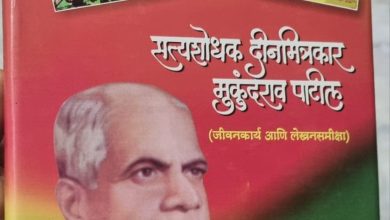 सत्यशोधक दीनमित्रकार
मुकुंदराव पाटील
(जीवनकार्य आणि लेखनसमीक्षा)